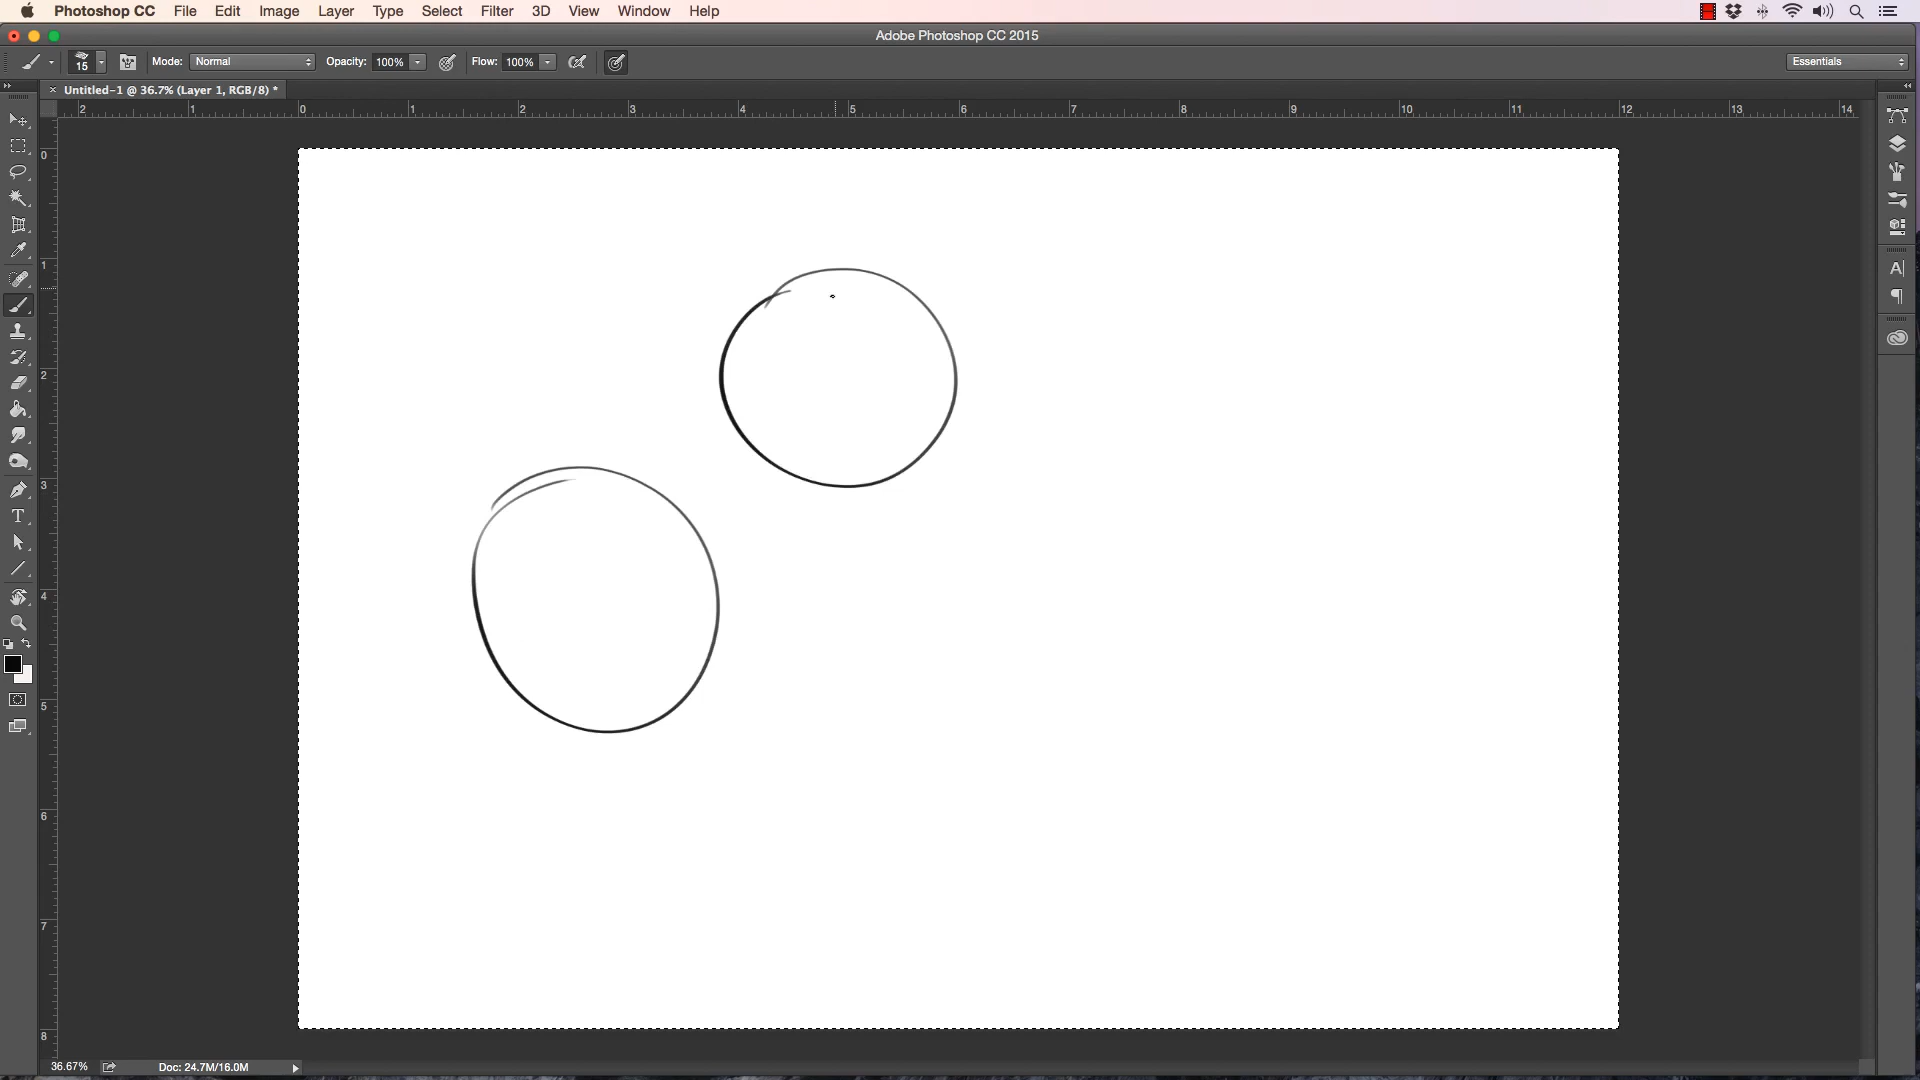 Photoshop CC File Edit Image Layer Type Select Filter 3D View Window Help
Adobe Photoshop CC 2015
15 Mode: Normal Opacity: 100% Flow: 100% Essentials
Untitled-1 @ 36.7% (Layer 1, RGB/8) *
2 1 0 1 2 3 4 5 6 7 8 9 10 11 12 13 14
0
1
2
3
4
5
6
7
8
36.67% Doc: 24.7M/16.0M